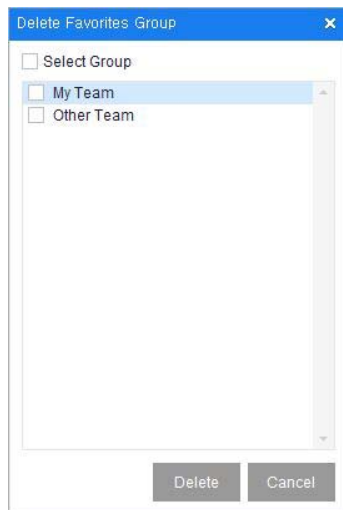 Delete Favorites Group
Select Group
My Team
Other Team
Delete Cancel